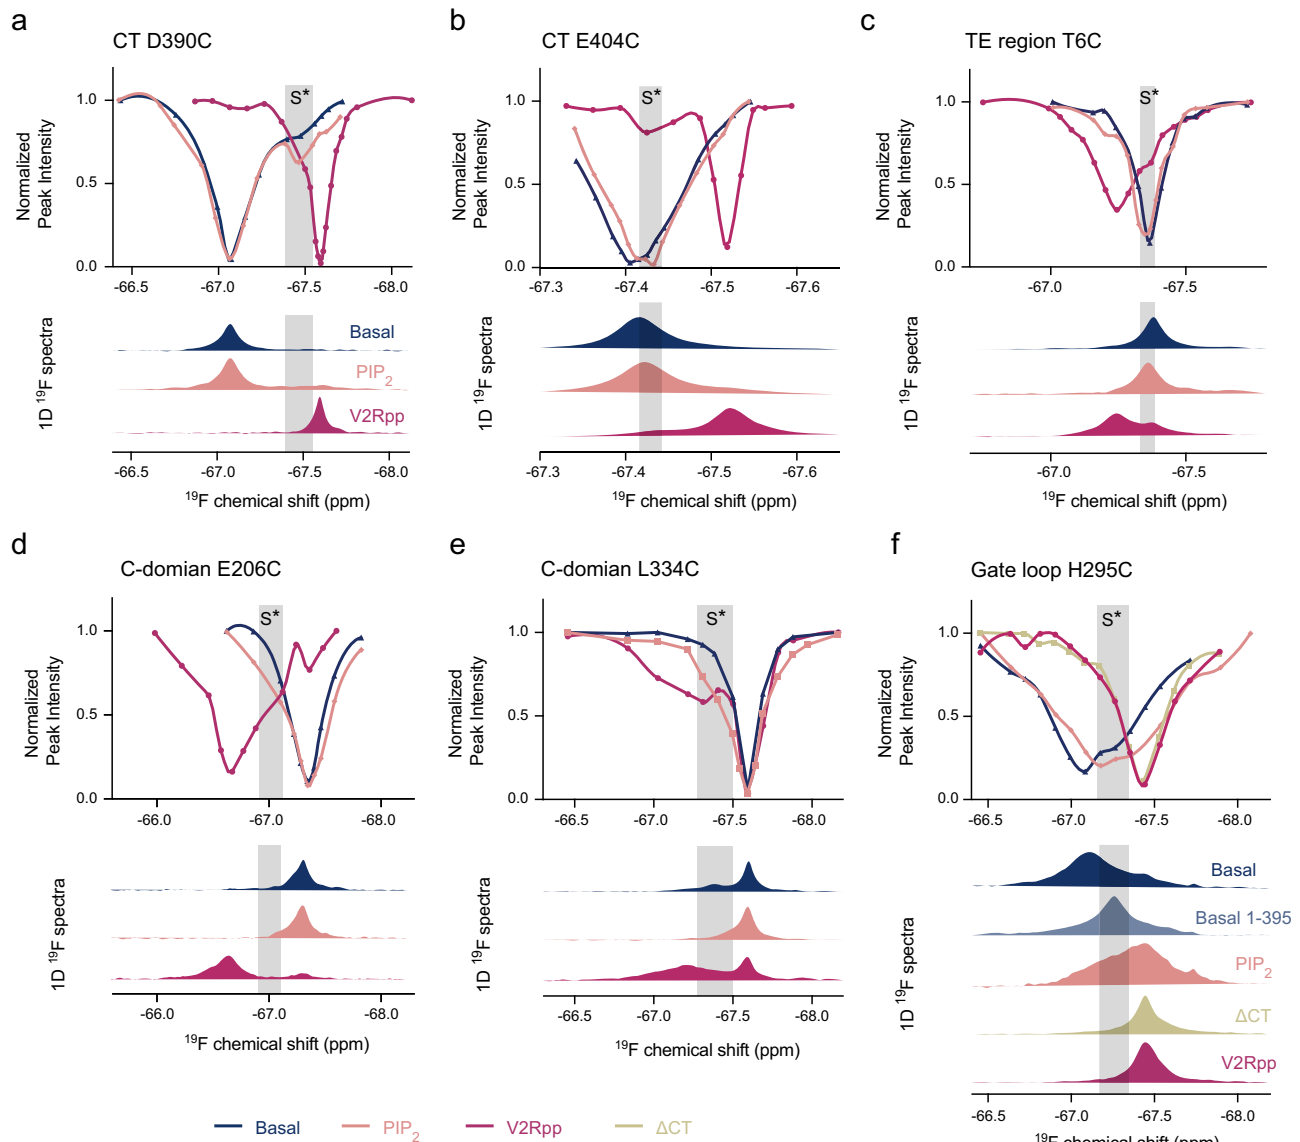 a
CT D390C
Normalized
Peak Intensity
1.0
0.5
0.0
S*
-66.5 -67.0 -67.5 -68.0
1D ¹⁹F spectra
Basal
PIP₂
V2Rpp
-66.5 -67.0 -67.5 -68.0
¹⁹F chemical shift (ppm)
b
CT E404C
Normalized
Peak Intensity
1.0
0.5
0.0
S*
-67.3 -67.4 -67.5 -67.6
1D ¹⁹F spectra
-67.3 -67.4 -67.5 -67.6
¹⁹F chemical shift (ppm)
c
TE region T6C
Normalized
Peak Intensity
1.0
0.5
0.0
S*
-67.0 -67.5
1D ¹⁹F spectra
-67.0 -67.5
¹⁹F chemical shift (ppm)
d
C-domian E206C
Normalized
Peak Intensity
1.0
0.5
0.0
S*
-66.0 -67.0 -68.0
1D ¹⁹F spectra
-66.0 -67.0 -68.0
¹⁹F chemical shift (ppm)
e
C-domian L334C
Normalized
Peak Intensity
1.0
0.5
0.0
S*
-66.5 -67.0 -67.5 -68.0
1D ¹⁹F spectra
-66.5 -67.0 -67.5 -68.0
¹⁹F chemical shift (ppm)
f
Gate loop H295C
Normalized
Peak Intensity
1.0
0.5
0.0
S*
-66.5 -67.0 -67.5 -68.0
1D ¹⁹F spectra
Basal
Basal 1-395
PIP₂
ΔCT
V2Rpp
-66.5 -67.0 -67.5 -68.0
¹⁹F chemical shift (ppm)
Basal PIP₂ V2Rpp ΔCT